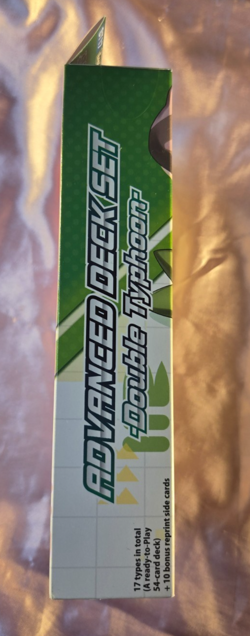 ADVANCED DECK SET
-Double Typhoon-
17 types in total
(A ready-to-Play
54-card deck)
+ 10 bonus reprint side cards